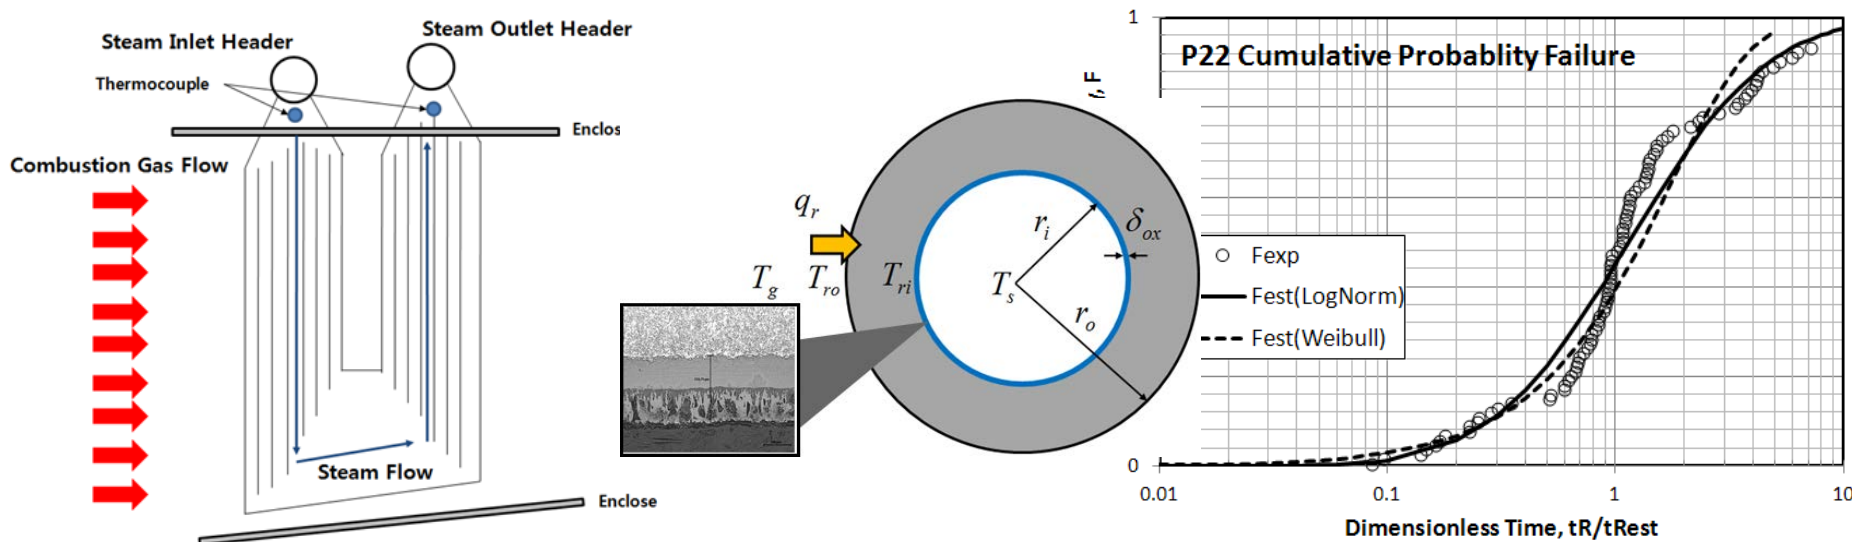 Steam Inlet Header
Steam Outlet Header
Thermocouple
Enclos
Combustion Gas Flow
Steam Flow
Enclose
q_r
T_g
T_ro
T_ri
T_s
r_i
r_o
δ_ox
P22 Cumulative Probablity Failure
, F
1
0
Fexp
Fest(LogNorm)
Fest(Weibull)
0.01
0.1
1
10
Dimensionless Time, tR/tRest